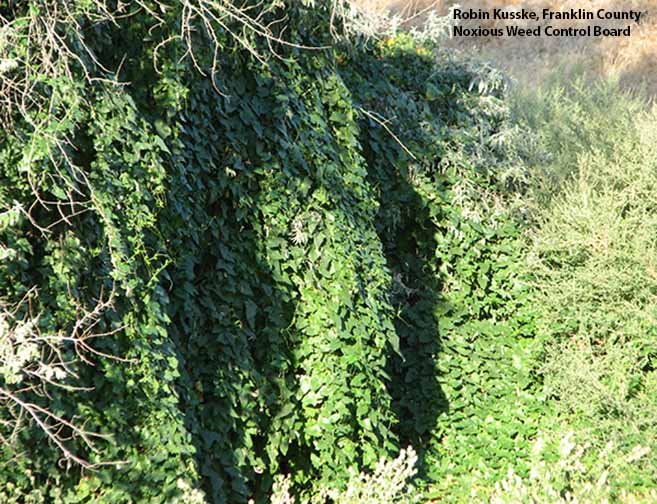 Robin Kusske, Franklin County
Noxious Weed Control Board